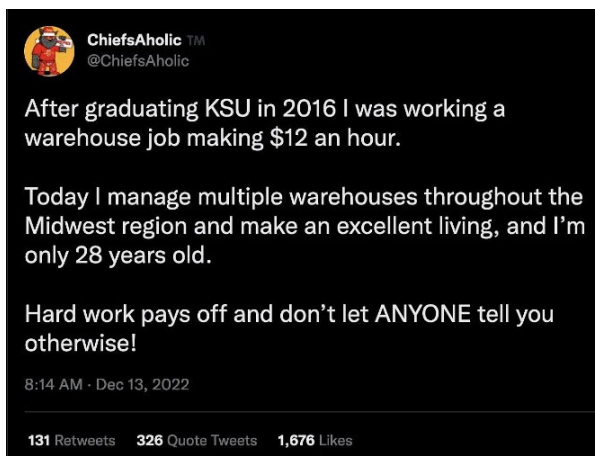 ChiefsAholic TM
@ChiefsAholic
After graduating KSU in 2016 I was working a
warehouse job making $12 an hour.
Today I manage multiple warehouses throughout the
Midwest region and make an excellent living, and I'm
only 28 years old.
Hard work pays off and don't let ANYONE tell you
otherwise!
8:14 AM · Dec 13, 2022
131 Retweets 326 Quote Tweets 1,676 Likes